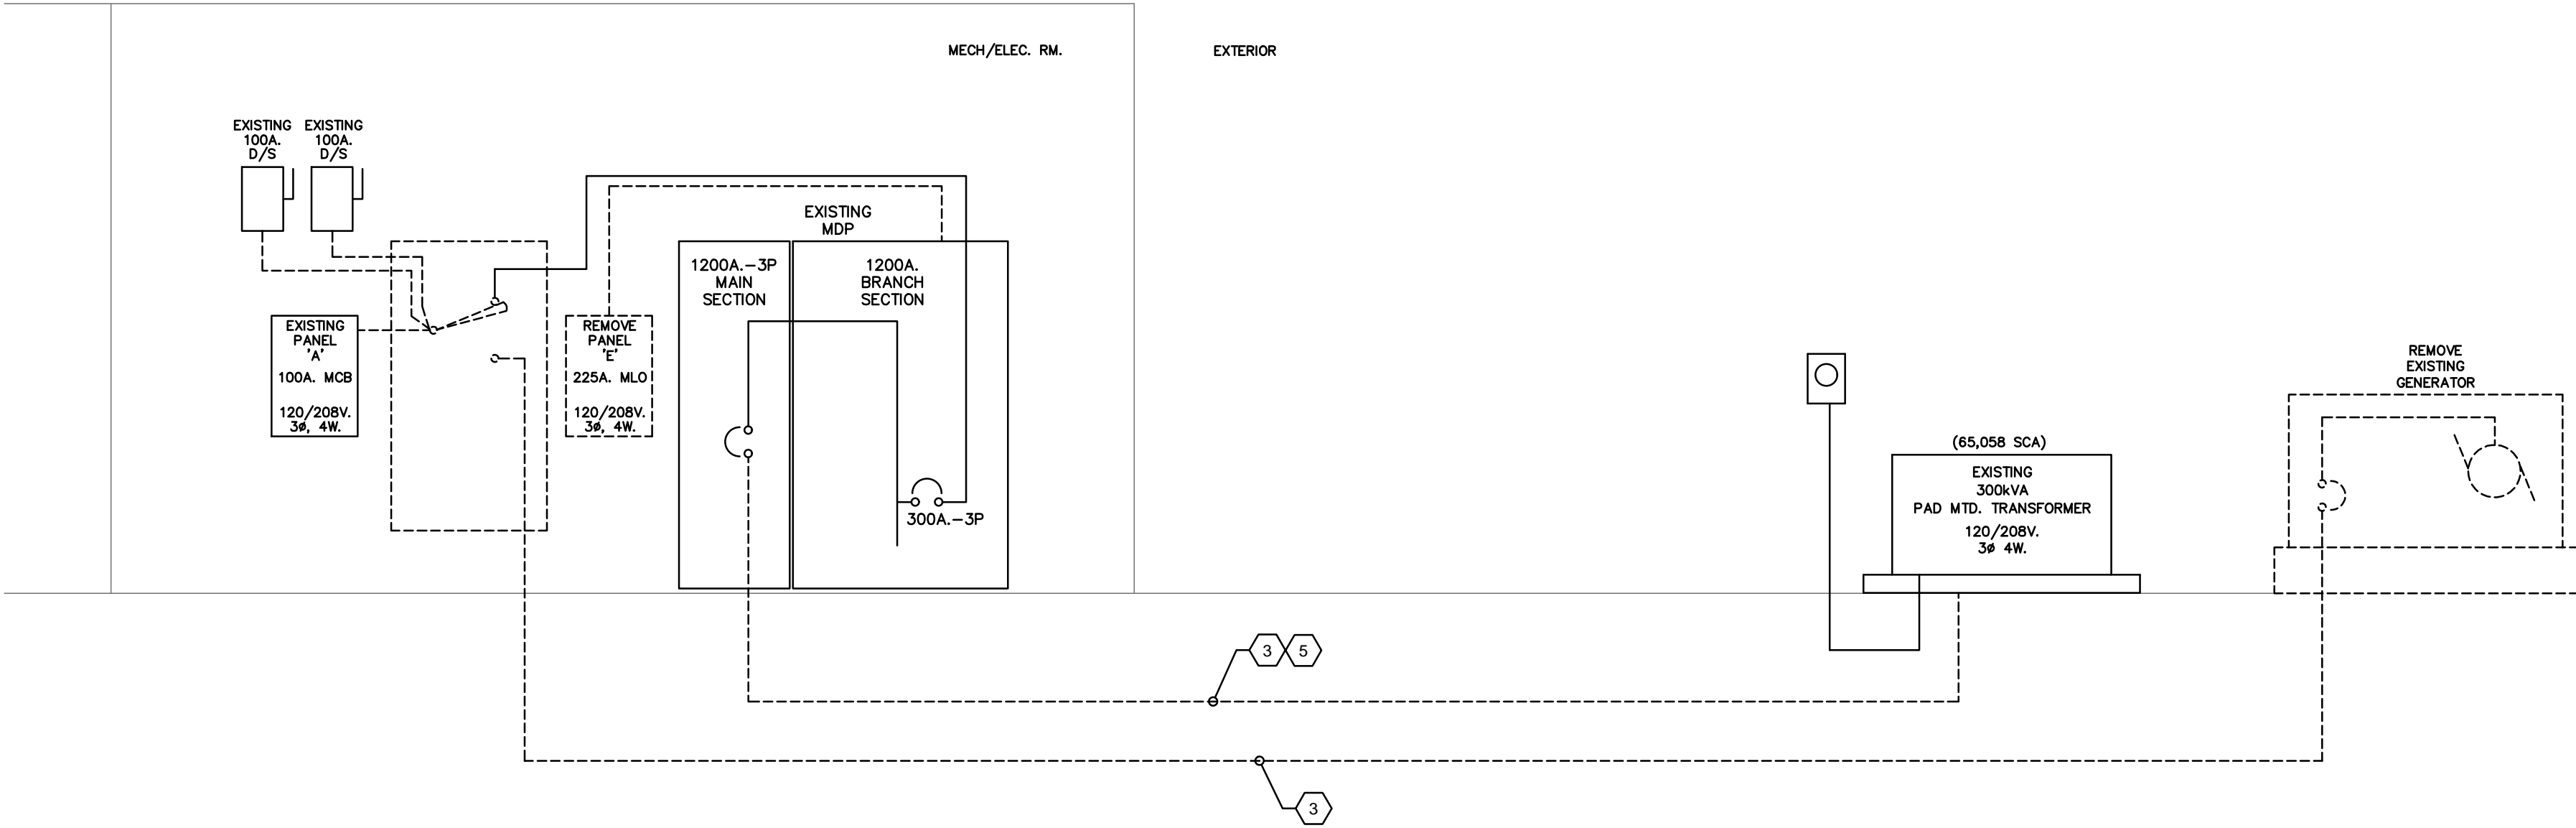 MECH/ELEC. RM.
EXTERIOR
EXISTING
100A.
D/S
EXISTING
100A.
D/S
EXISTING
MDP
1200A.-3P
MAIN
SECTION
1200A.
BRANCH
SECTION
EXISTING
PANEL
'A'
100A. MCB
120/208V.
3ø, 4W.
REMOVE
PANEL
'E'
225A. MLO
120/208V.
3ø, 4W.
300A.-3P
(65,058 SCA)
EXISTING
300kVA
PAD MTD. TRANSFORMER
120/208V.
3ø 4W.
REMOVE
EXISTING
GENERATOR
3
5
3